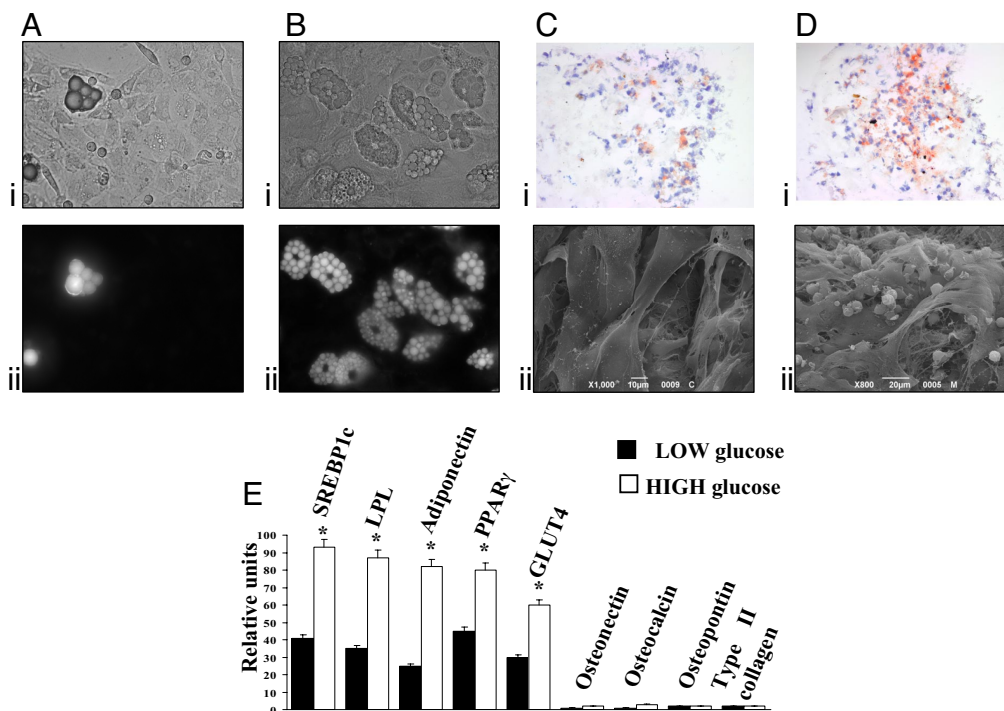 A
B
C
D
i
i
i
i
ii
ii
ii
ii
X1,000 10µm 0009 C
X800 20µm 0005 M
LOW glucose
HIGH glucose
E
SREBP1c
LPL
Adiponectin
PPARγ
GLUT4
Osteonectin
Osteocalcin
Osteopontin
Type II
collagen
*
*
*
*
*
Relative units
100
90
80
70
60
50
40
30
20
10
0